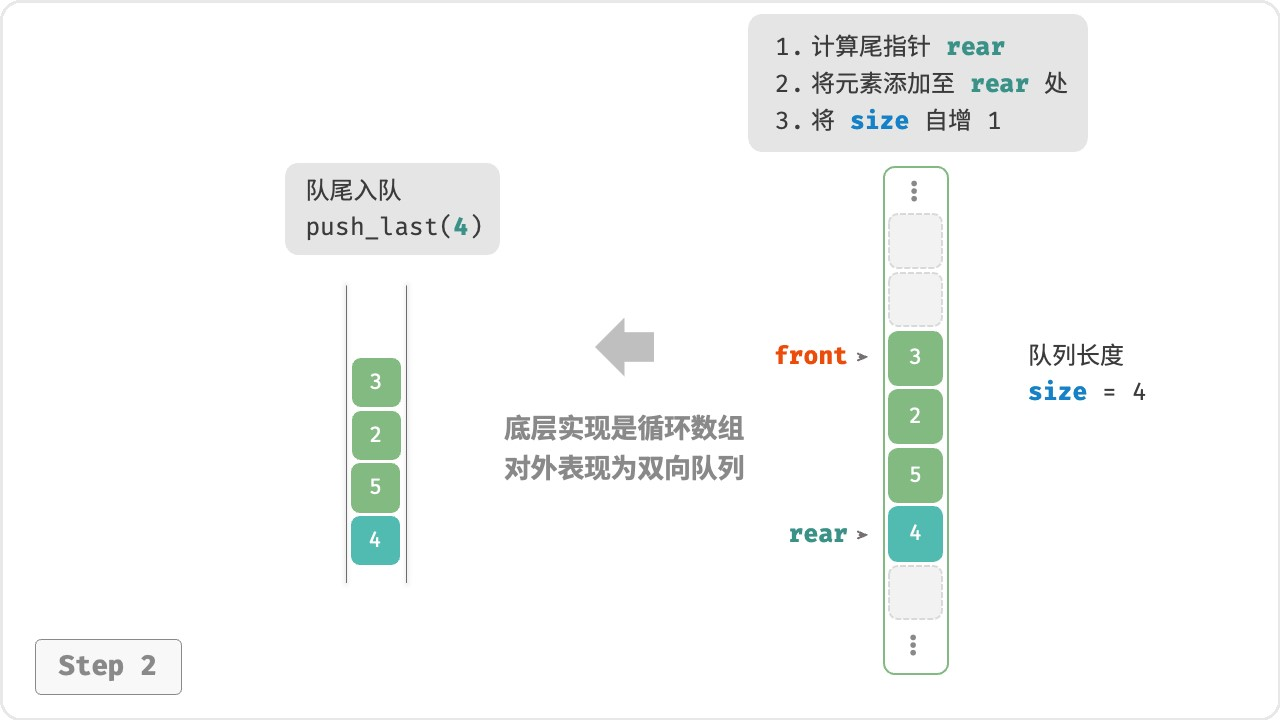 1. 计算尾指针 rear
2. 将元素添加至 rear 处
3. 将 size 自增 1
队尾入队
push_last(4)
3
2
5
4
底层实现是循环数组
对外表现为双向队列
front
rear
3
2
5
4
队列长度
size = 4
Step 2